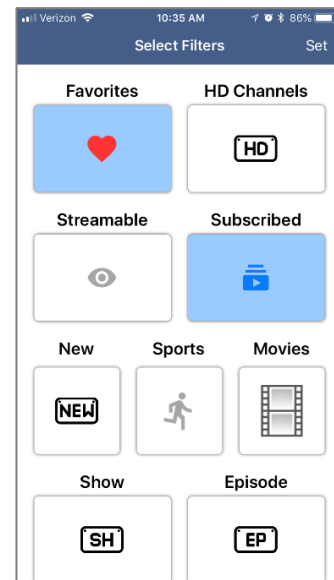 Verizon 10:35 AM 86%
Select Filters Set
Favorites HD Channels
HD
Streamable Subscribed
New Sports Movies
NEW
Show Episode
SH EP